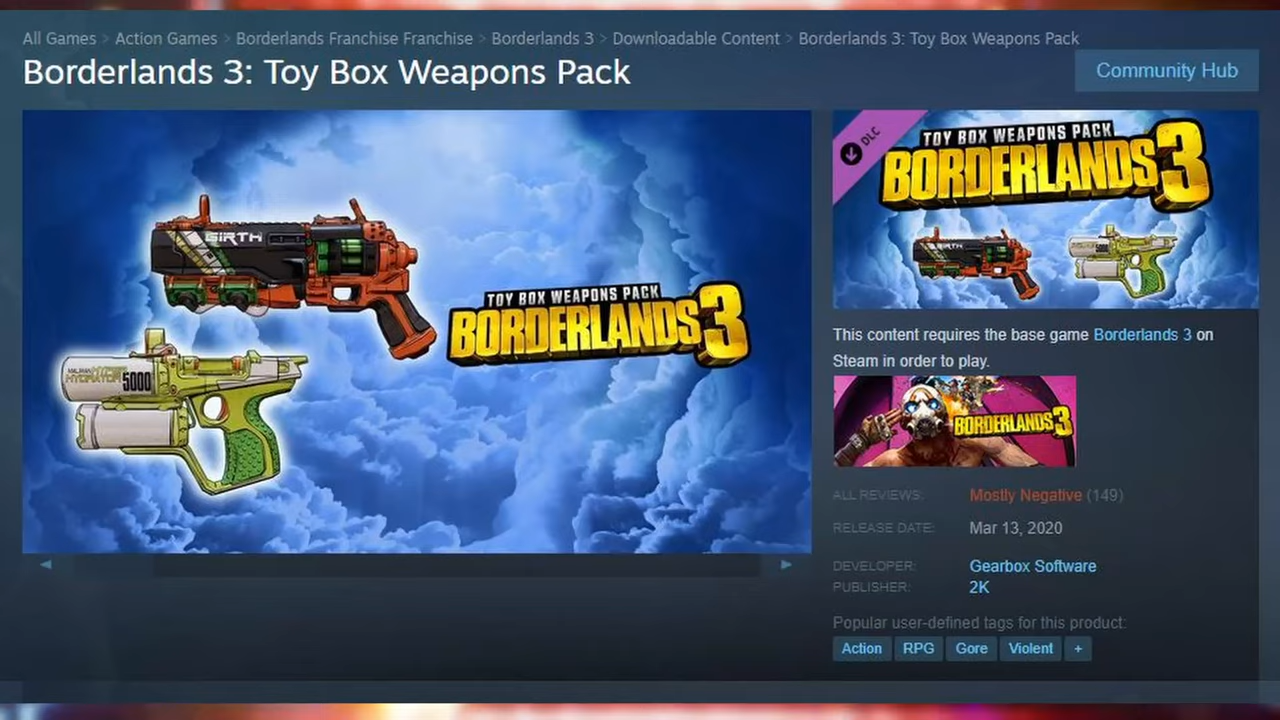 All Games > Action Games > Borderlands Franchise Franchise > Borderlands 3 > Downloadable Content > Borderlands 3: Toy Box Weapons Pack
Borderlands 3: Toy Box Weapons Pack
Community Hub
BIRTH
5000
TOY BOX WEAPONS PACK
BORDERLANDS 3
DLC
TOY BOX WEAPONS PACK
BORDERLANDS 3
BIRTH
5000
This content requires the base game Borderlands 3 on
Steam in order to play.
BORDERLANDS 3
ALL REVIEWS: Mostly Negative (149)
RELEASE DATE: Mar 13, 2020
DEVELOPER: Gearbox Software
PUBLISHER: 2K
Popular user-defined tags for this product:
Action RPG Gore Violent +